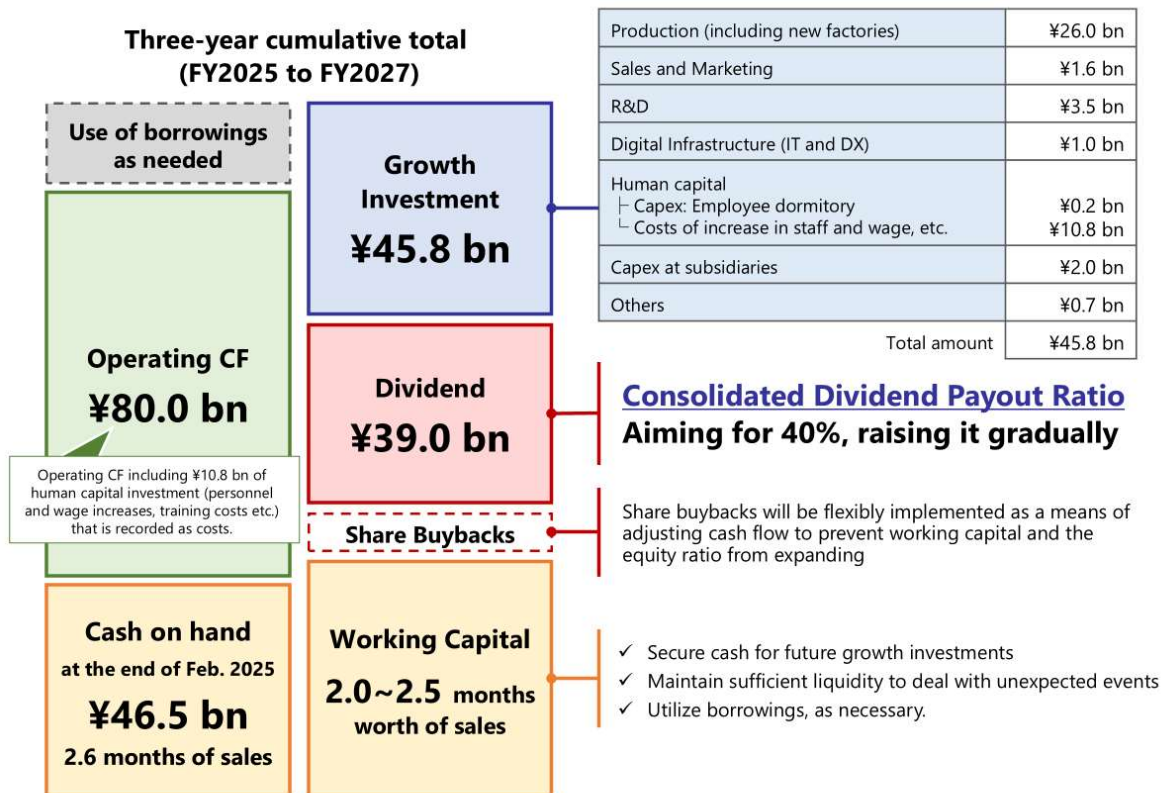 Three-year cumulative total
(FY2025 to FY2027)
Use of borrowings
as needed
Operating CF
¥80.0 bn
Operating CF including ¥10.8 bn of
human capital investment (personnel
and wage increases, training costs etc.)
that is recorded as costs.
Cash on hand
at the end of Feb. 2025
¥46.5 bn
2.6 months of sales
Growth
Investment
¥45.8 bn
Dividend
¥39.0 bn
Share Buybacks
Working Capital
2.0~2.5 months
worth of sales
Production (including new factories) ¥26.0 bn
Sales and Marketing ¥1.6 bn
R&D ¥3.5 bn
Digital Infrastructure (IT and DX) ¥1.0 bn
Human capital
├ Capex: Employee dormitory ¥0.2 bn
└ Costs of increase in staff and wage, etc. ¥10.8 bn
Capex at subsidiaries ¥2.0 bn
Others ¥0.7 bn
Total amount ¥45.8 bn
Consolidated Dividend Payout Ratio
Aiming for 40%, raising it gradually
Share buybacks will be flexibly implemented as a means of
adjusting cash flow to prevent working capital and the
equity ratio from expanding
✓ Secure cash for future growth investments
✓ Maintain sufficient liquidity to deal with unexpected events
✓ Utilize borrowings, as necessary.